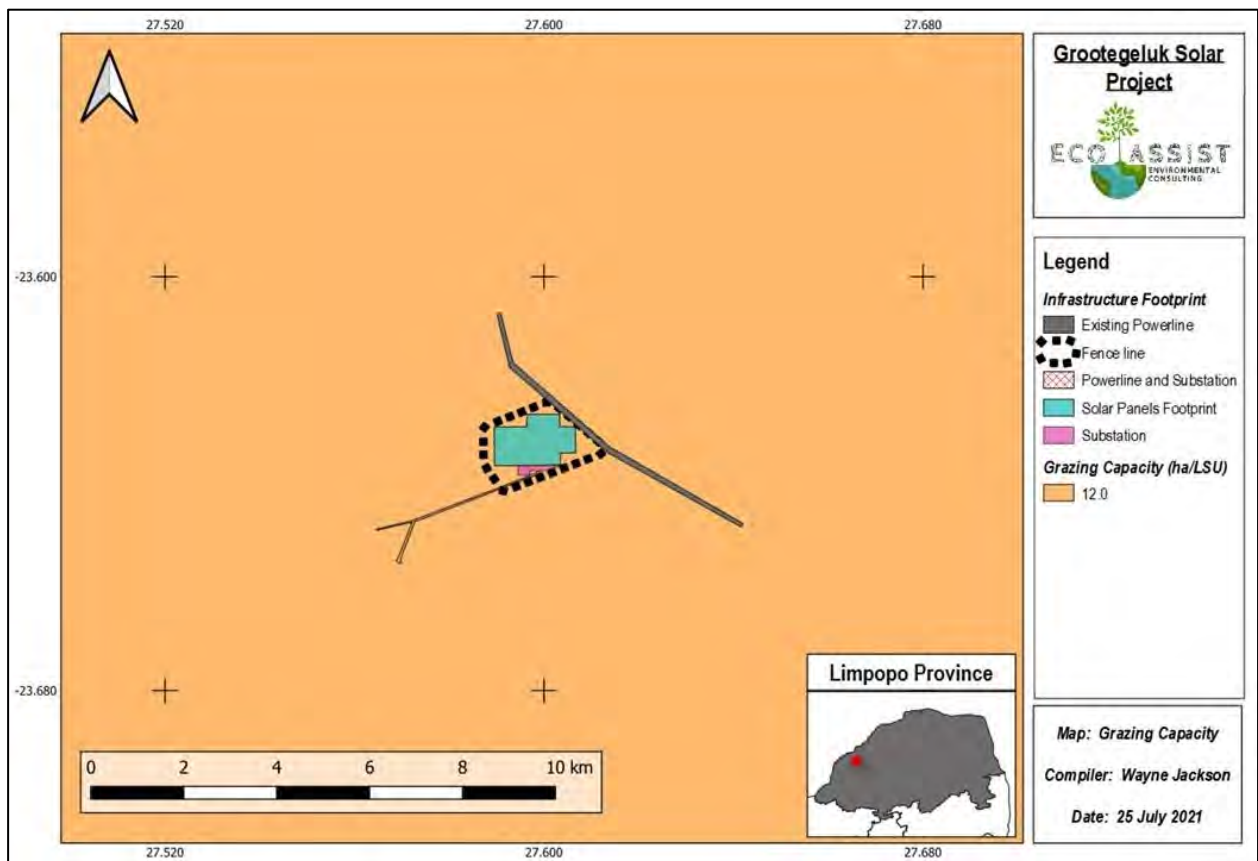 27.520
27.600
27.680
Grootegeluk Solar
Project
ECO ASSIST
ENVIRONMENTAL
CONSULTING
-23.600
-23.680
Legend
Infrastructure Footprint
Existing Powerline
Fence line
Powerline and Substation
Solar Panels Footprint
Substation
Grazing Capacity (ha/LSU)
12.0
0 2 4 6 8 10 km
Limpopo Province
Map: Grazing Capacity
Compiler: Wayne Jackson
Date: 25 July 2021
27.520
27.600
27.680